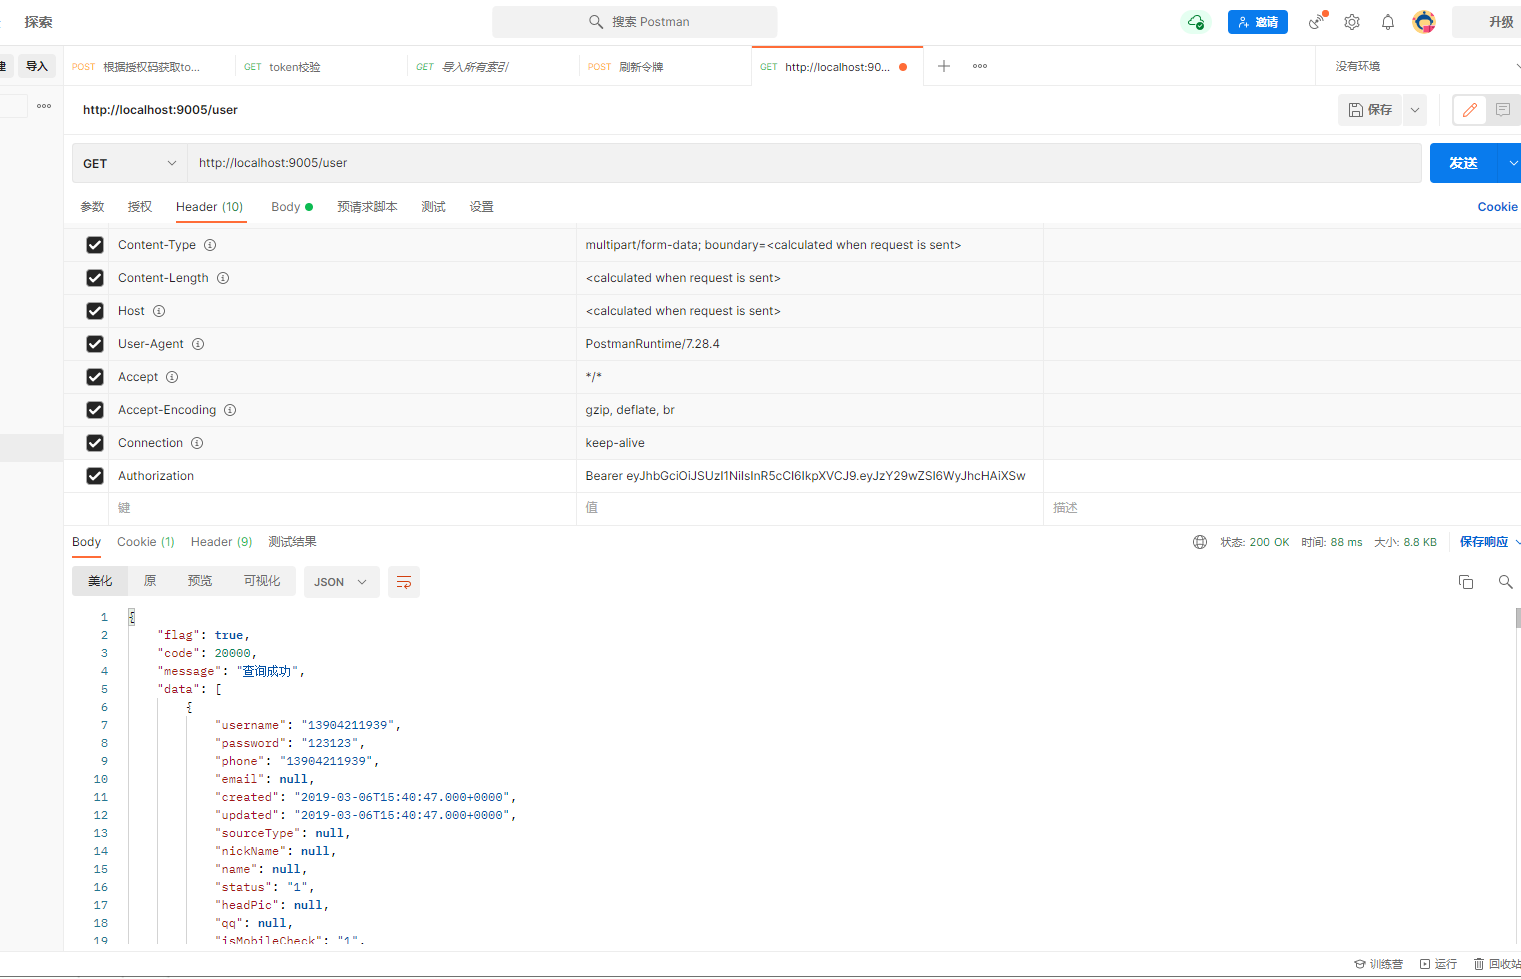 探索
搜索 Postman
邀请
升级
导入
POST 根据授权码获取to...
GET token校验
GET 导入所有索引
POST 刷新令牌
GET http://localhost:90...
没有环境
http://localhost:9005/user
保存
GET
http://localhost:9005/user
发送
参数 授权 Header (10) Body 预请求脚本 测试 设置
Cookie
Content-Type multipart/form-data; boundary=<calculated when request is sent>
Content-Length <calculated when request is sent>
Host <calculated when request is sent>
User-Agent PostmanRuntime/7.28.4
Accept */*
Accept-Encoding gzip, deflate, br
Connection keep-alive
Authorization Bearer eyJhbGciOiJSUzI1NiIsInR5cCI6IkpXVCJ9.eyJzY29wZSI6WyJhcHAiXSw
键 值 描述
Body Cookie (1) Header (9) 测试结果
状态: 200 OK 时间: 88 ms 大小: 8.8 KB 保存响应
美化 原 预览 可视化 JSON
1 {
2 "flag": true,
3 "code": 20000,
4 "message": "查询成功",
5 "data": [
6 {
7 "username": "13904211939",
8 "password": "123123",
9 "phone": "13904211939",
10 "email": null,
11 "created": "2019-03-06T15:40:47.000+0000",
12 "updated": "2019-03-06T15:40:47.000+0000",
13 "sourceType": null,
14 "nickName": null,
15 "name": null,
16 "status": "1",
17 "headPic": null,
18 "qq": null,
19 "isMobileCheck": "1",
训练营 运行 回收站